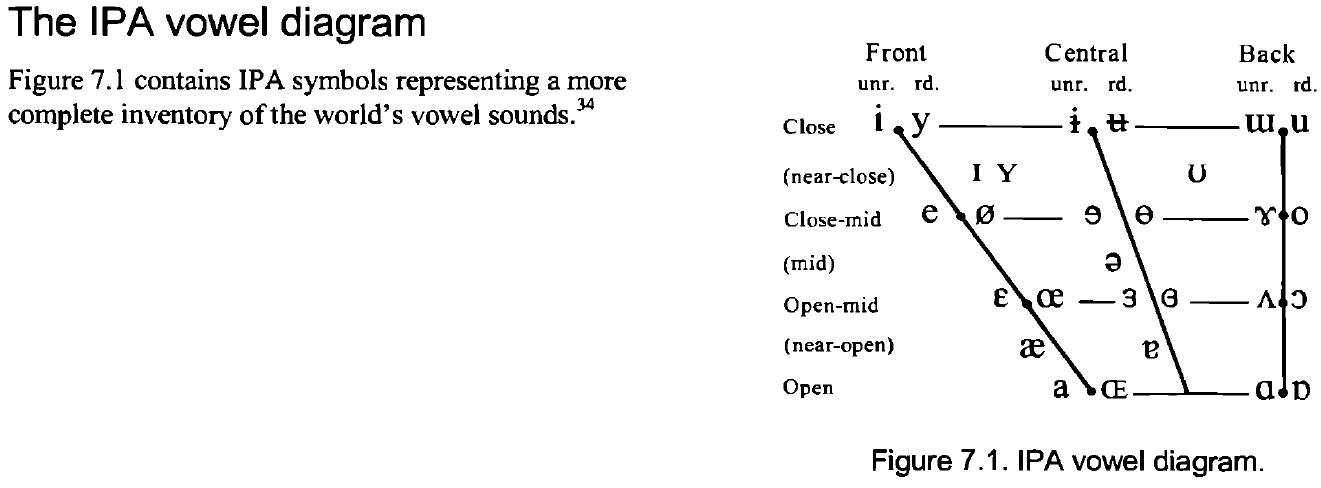 The IPA vowel diagram
Figure 7.1 contains IPA symbols representing a more
complete inventory of the world's vowel sounds.³⁴
Front Central Back
unr. rd. unr. rd. unr. rd.
Close i y ɨ ʉ ɯ u
(near-close) ɪ ʏ ʊ
Close-mid e ø ɘ ɵ ɤ o
(mid) ə
Open-mid ɛ œ ɜ ɞ ʌ ɔ
(near-open) æ ɐ
Open a ɶ ɑ ɒ
Figure 7.1. IPA vowel diagram.